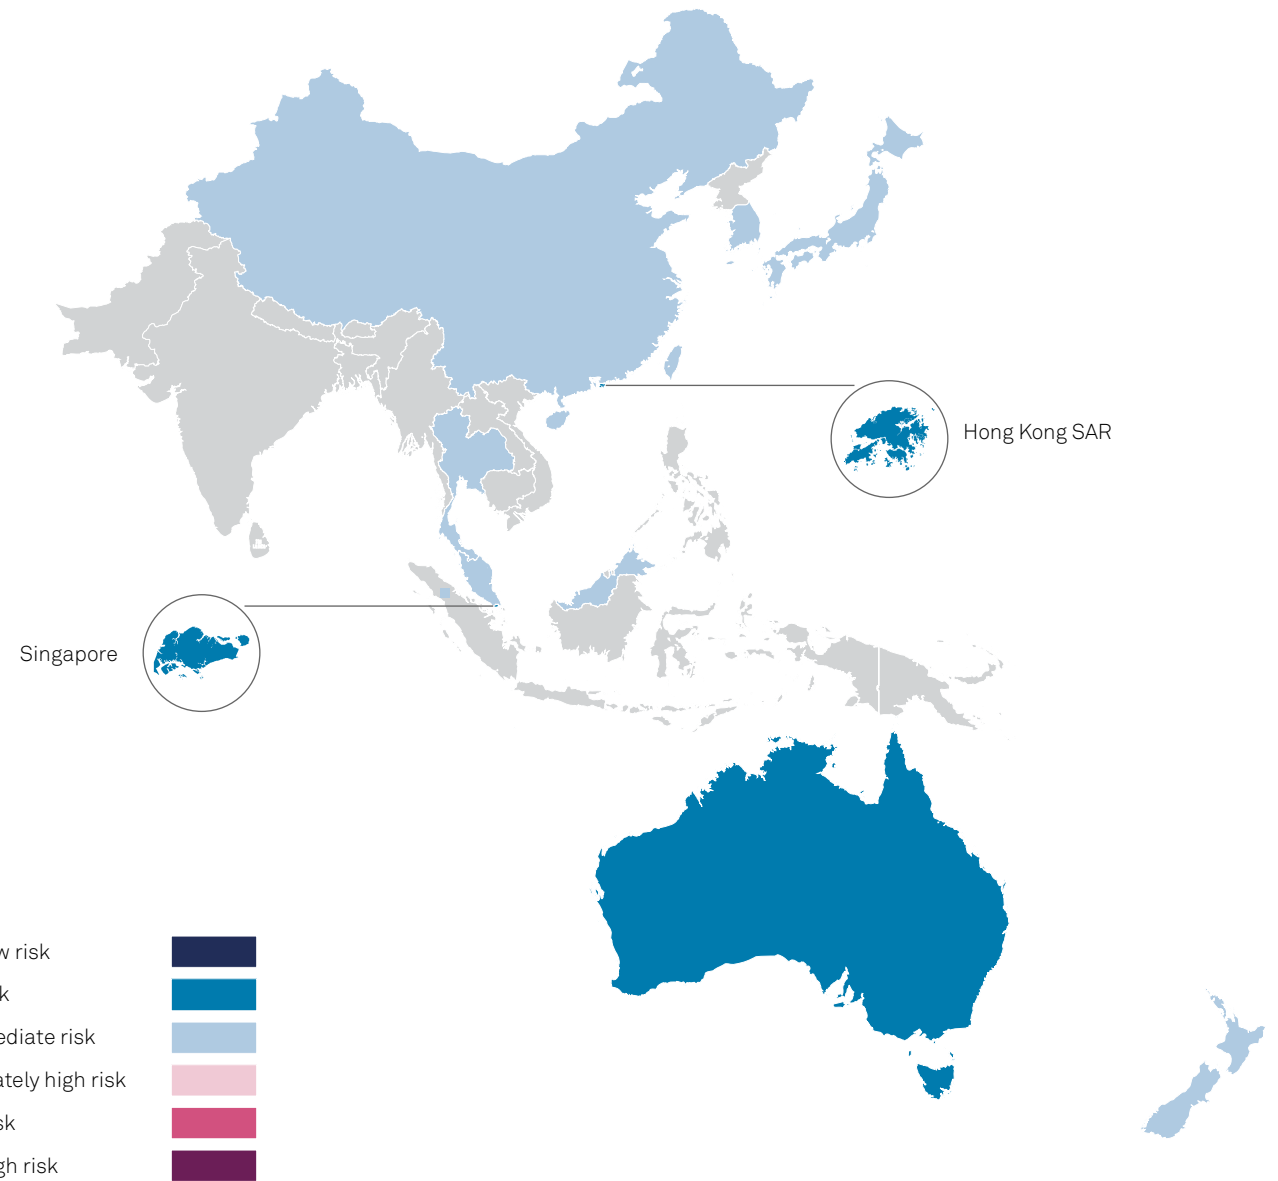 Hong Kong SAR
Singapore
w risk
k
ediate risk
ately high risk
sk
gh risk